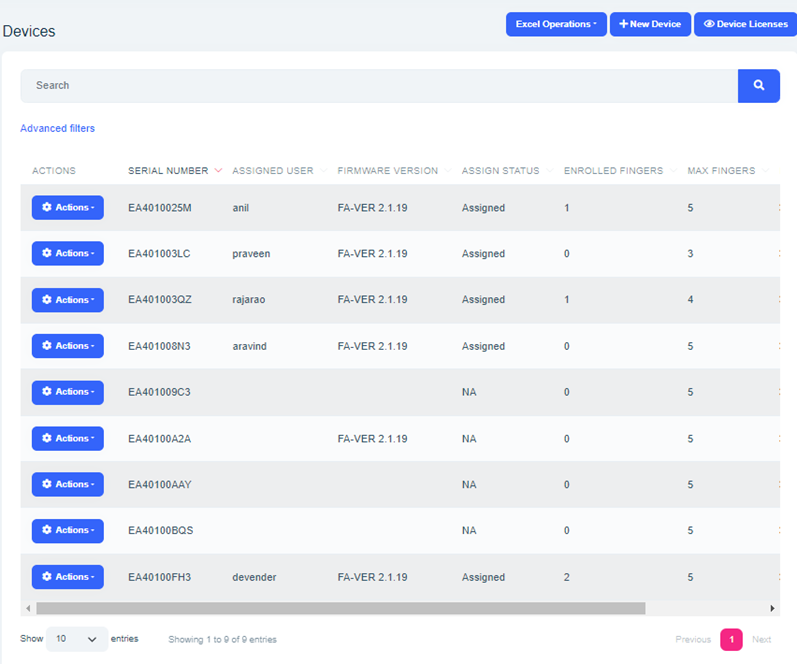 Devices
Excel Operations
New Device
Device Licenses
Search
Advanced filters
ACTIONS SERIAL NUMBER ASSIGNED USER FIRMWARE VERSION ASSIGN STATUS ENROLLED FINGERS MAX FINGERS
Actions EA4010025M anil FA-VER 2.1.19 Assigned 1 5
Actions EA401003LC praveen FA-VER 2.1.19 Assigned 0 3
Actions EA401003QZ rajarao FA-VER 2.1.19 Assigned 1 4
Actions EA401008N3 aravind FA-VER 2.1.19 Assigned 0 5
Actions EA401009C3 NA 0 5
Actions EA40100A2A FA-VER 2.1.19 NA 0 5
Actions EA40100AAY NA 0 5
Actions EA40100BQS NA 0 5
Actions EA40100FH3 devender FA-VER 2.1.19 Assigned 2 5
Show 10 entries Showing 1 to 9 of 9 entries Previous 1 Next